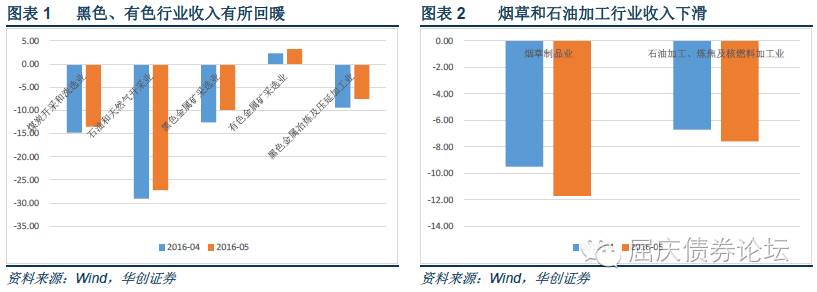 图表 1 黑色、有色行业收入有所回暖
5.00
0.00
-5.00
-10.00
-15.00
-20.00
-25.00
-30.00
-35.00
煤炭开采和洗选业
石油和天然气开采业
黑色金属矿采选业
有色金属矿采选业
黑色金属冶炼及压延加工业
2016-04 2016-05
资料来源：Wind，华创证券
图表 2 烟草和石油加工行业收入下滑
0.00
-2.00
-4.00
-6.00
-8.00
-10.00
-12.00
-14.00
烟草制品业
石油加工、炼焦及核燃料加工业
2016-05
屈庆债券论坛
资料来源：Wind，华创证券